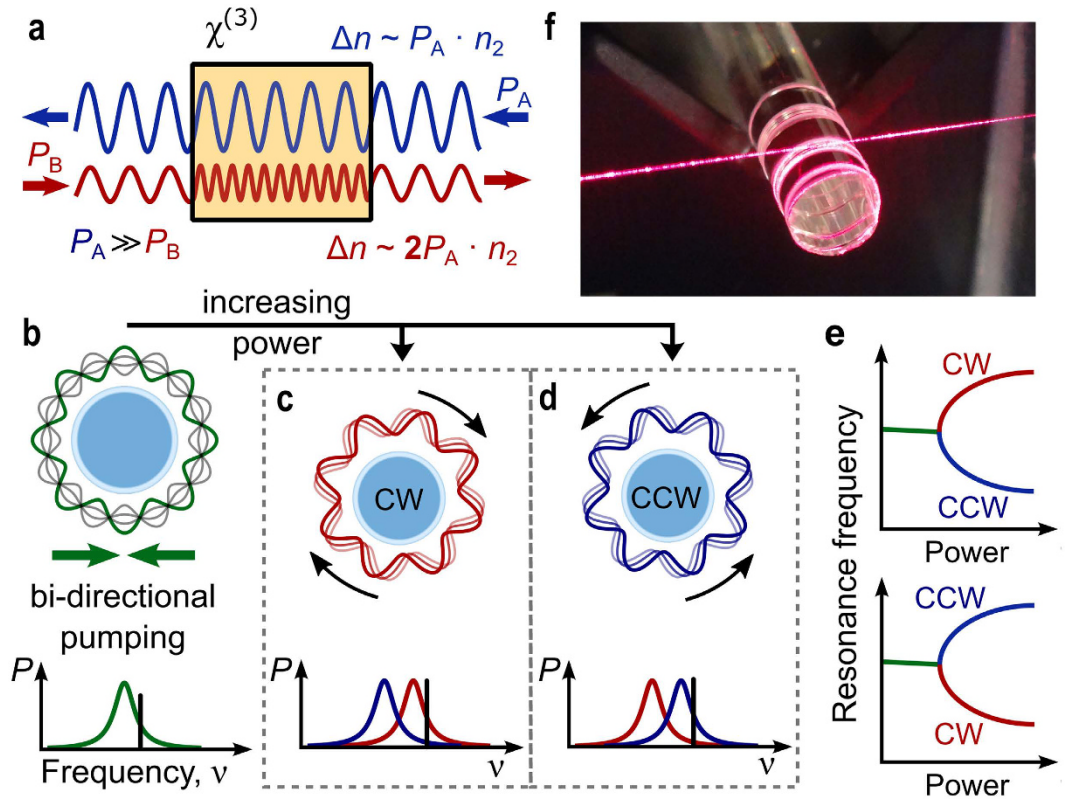 a
χ(3)
Δn ~ PA · n2
PA
PB
PA ≫ PB
Δn ~ 2PA · n2
f
increasing
power
b
bi-directional
pumping
P
Frequency, ν
c
CW
P
ν
d
CCW
ν
e
Resonance frequency
CW
CCW
Power
CCW
CW
Power